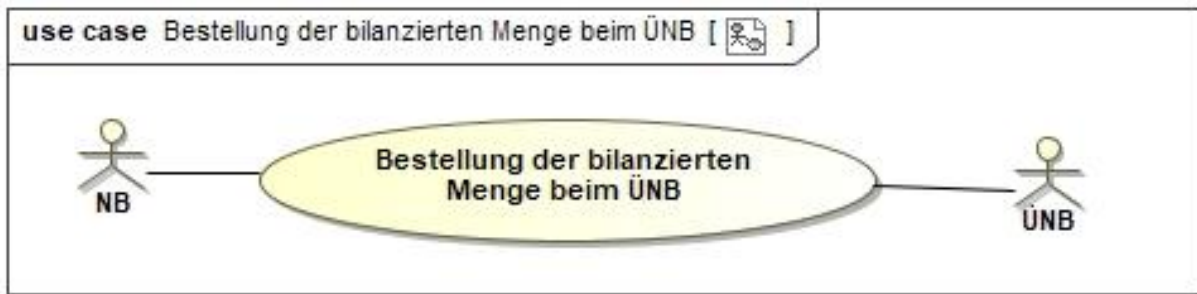 use case Bestellung der bilanzierten Menge beim ÜNB [ ]
Bestellung der bilanzierten
Menge beim ÜNB
NB
ÜNB